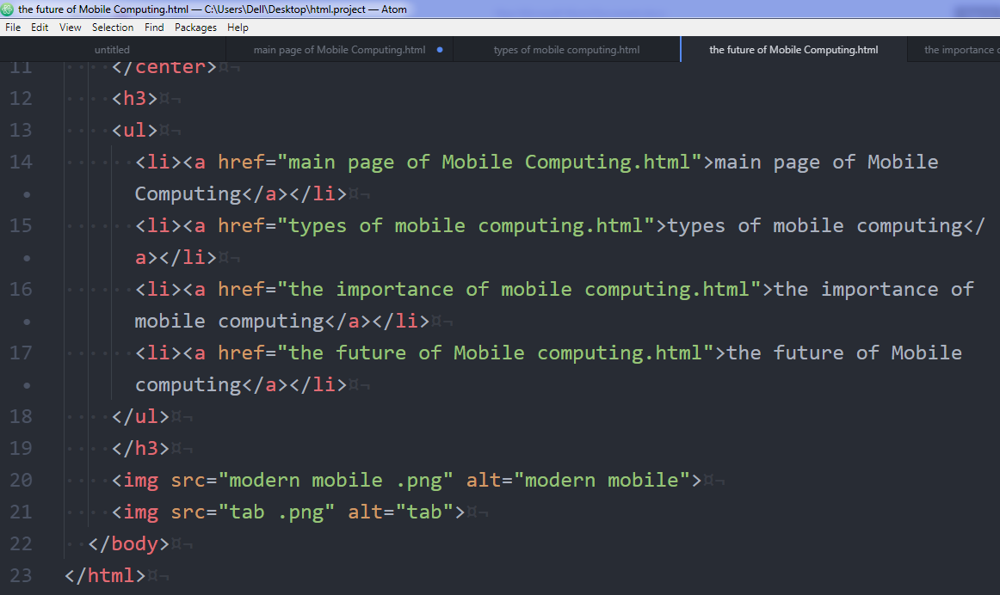 the future of Mobile Computing.html — C:\Users\Dell\Desktop\html.project — Atom
File Edit View Selection Find Packages Help
untitled main page of Mobile Computing.html types of mobile computing.html the future of Mobile Computing.html the importance
11 </center>¤¬
12 ····<h3>¤¬
13 ····<ul>¤¬
14 ······<li><a href="main page of Mobile Computing.html">main page of Mobile
• Computing</a></li>¤¬
15 ······<li><a href="types of mobile computing.html">types of mobile computing</
• a></li>¤¬
16 ······<li><a href="the importance of mobile computing.html">the importance of
• mobile computing</a></li>¤¬
17 ······<li><a href="the future of Mobile computing.html">the future of Mobile
• computing</a></li>¤¬
18 ····</ul>¤¬
19 ····</h3>¤¬
20 ····<img src="modern mobile .png" alt="modern mobile">¤¬
21 ····<img src="tab .png" alt="tab">¤¬
22 ··</body>¤¬
23 </html>¤¬